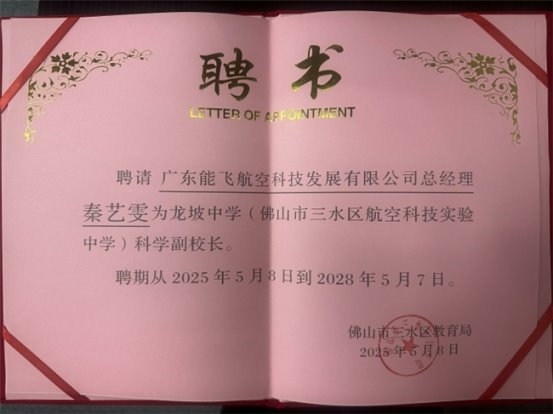 聘书
LETTER OF APPOINTMENT
聘请 广东能飞航空科技发展有限公司总经理
秦艺雯为龙坡中学（佛山市三水区航空科技实验
中学）科学副校长。
聘期从 2025 年 5 月 8 日到 2028 年 5 月 7 日。
佛山市三水区教育局
2025 年 5 月 8 日